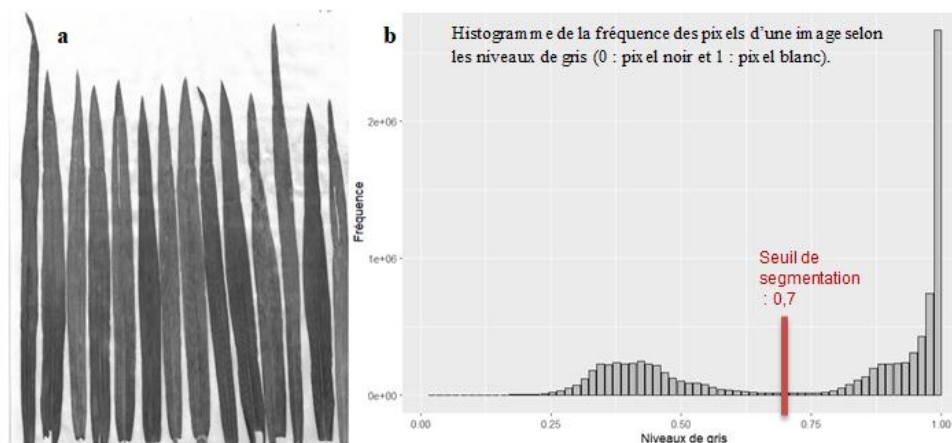 a
b
Histogramme de la fréquence des pixels d'une image selon
les niveaux de gris (0 : pixel noir et 1 : pixel blanc).
Fréquence
2e+06
1e+06
0e+00
Seuil de
segmentation
: 0,7
0.00
0.25
0.50
0.75
1.00
Niveaux de gris